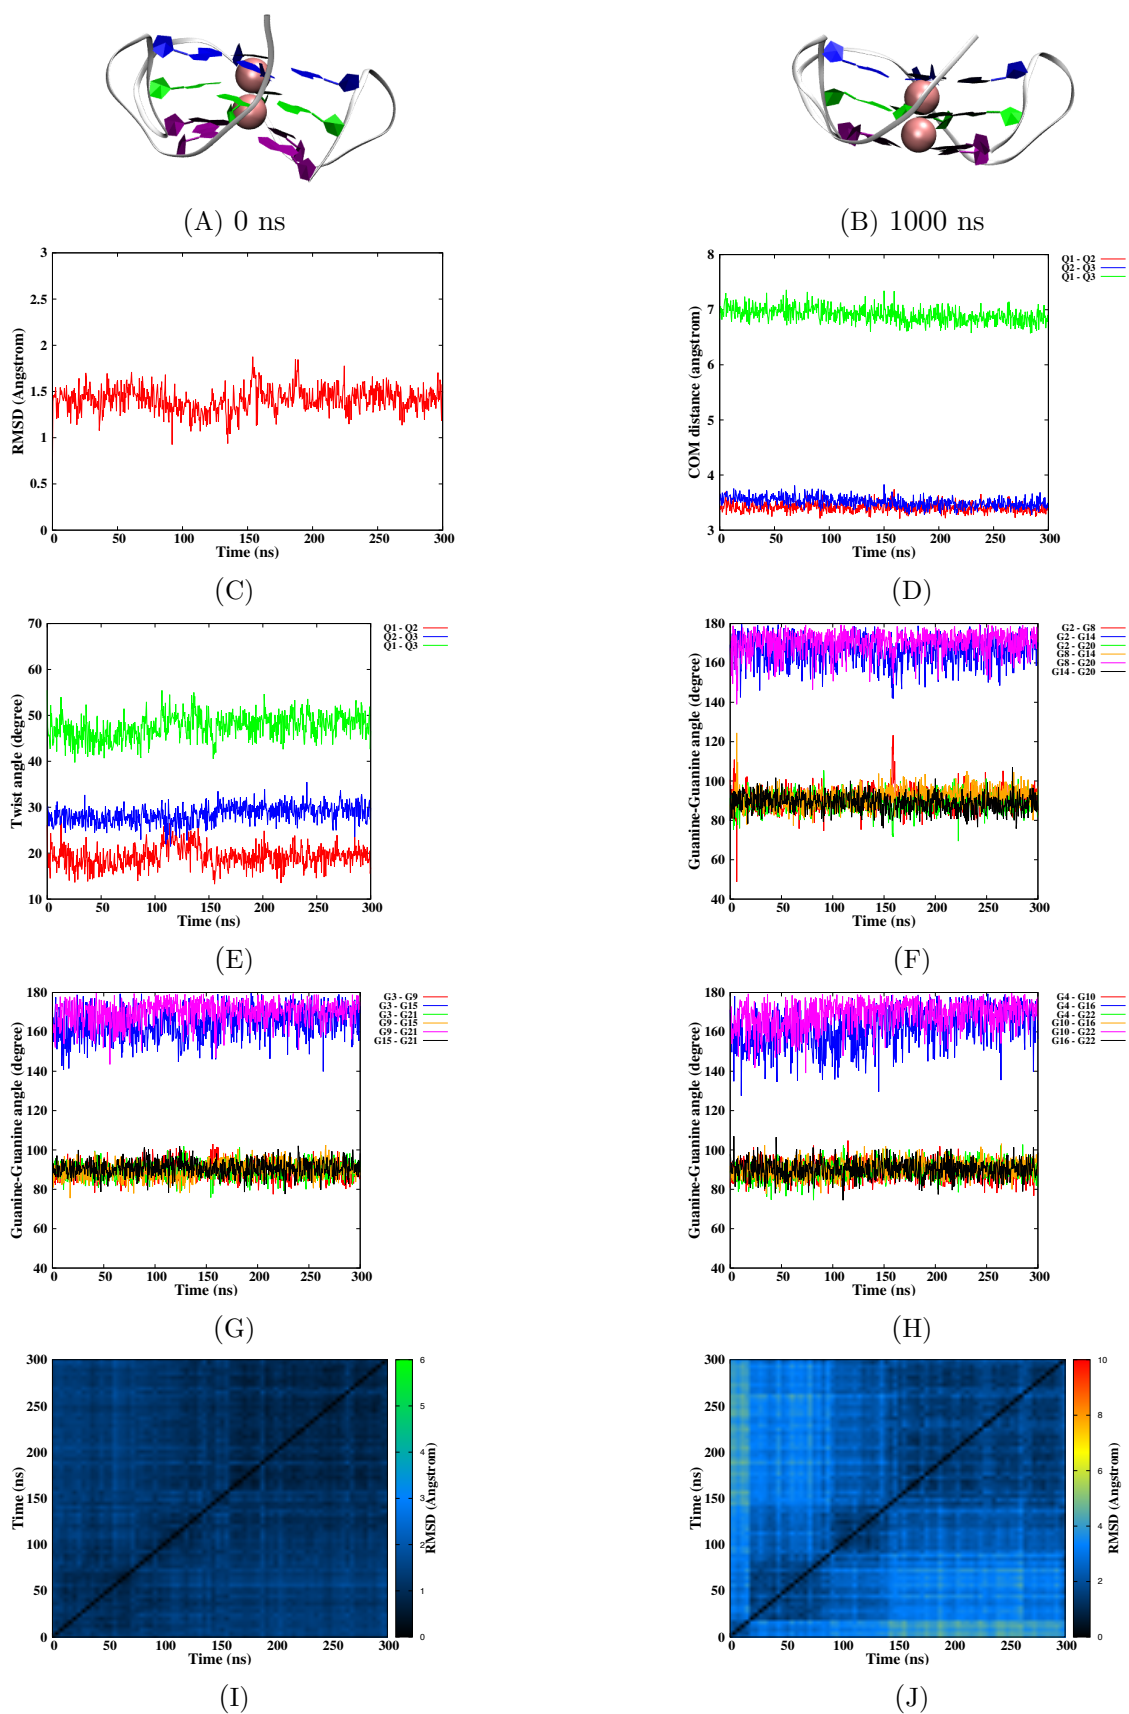 (A) 0 ns
(B) 1000 ns
3
2.5
2
1.5
1
0.5
0
RMSD (Angstrom)
0 50 100 150 200 250 300
Time (ns)
(C)
8
7
6
5
4
3
COM distance (angstrom)
0 50 100 150 200 250 300
Time (ns)
Q1 - Q2
Q2 - Q3
Q1 - Q3
(D)
70
60
50
40
30
20
10
Twist angle (degree)
0 50 100 150 200 250 300
Time (ns)
Q1 - Q2
Q2 - Q3
Q1 - Q3
(E)
180
160
140
120
100
80
60
40
Guanine-Guanine angle (degree)
0 50 100 150 200 250 300
Time (ns)
G2 - G8
G2 - G14
G2 - G20
G8 - G14
G8 - G20
G14 - G20
(F)
180
160
140
120
100
80
60
40
Guanine-Guanine angle (degree)
0 50 100 150 200 250 300
Time (ns)
G3 - G9
G3 - G15
G3 - G21
G9 - G15
G9 - G21
G15 - G21
(G)
180
160
140
120
100
80
60
40
Guanine-Guanine angle (degree)
0 50 100 150 200 250 300
Time (ns)
G4 - G10
G4 - G16
G4 - G22
G10 - G16
G10 - G22
G16 - G22
(H)
300
250
200
150
100
50
0
Time (ns)
0 50 100 150 200 250 300
Time (ns)
6
5
4
3
2
1
0
RMSD (Angstrom)
(I)
300
250
200
150
100
50
0
Time (ns)
0 50 100 150 200 250 300
Time (ns)
10
8
6
4
2
0
RMSD (Angstrom)
(J)